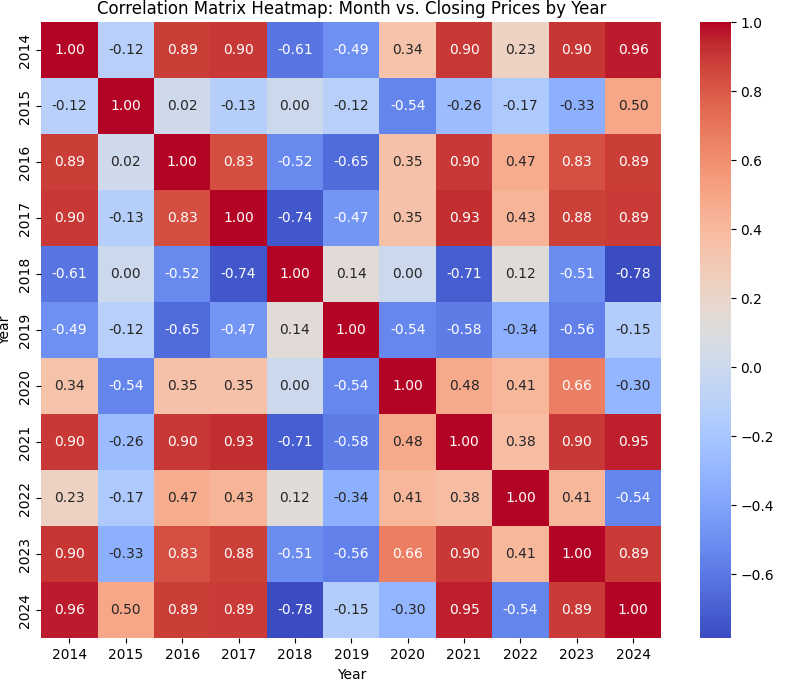 Correlation Matrix Heatmap: Month vs. Closing Prices by Year
2014 1.00 -0.12 0.89 0.90 -0.61 -0.49 0.34 0.90 0.23 0.90 0.96
2015 -0.12 1.00 0.02 -0.13 0.00 -0.12 -0.54 -0.26 -0.17 -0.33 0.50
2016 0.89 0.02 1.00 0.83 -0.52 -0.65 0.35 0.90 0.47 0.83 0.89
2017 0.90 -0.13 0.83 1.00 -0.74 -0.47 0.35 0.93 0.43 0.88 0.89
2018 -0.61 0.00 -0.52 -0.74 1.00 0.14 0.00 -0.71 0.12 -0.51 -0.78
2019 -0.49 -0.12 -0.65 -0.47 0.14 1.00 -0.54 -0.58 -0.34 -0.56 -0.15
2020 0.34 -0.54 0.35 0.35 0.00 -0.54 1.00 0.48 0.41 0.66 -0.30
2021 0.90 -0.26 0.90 0.93 -0.71 -0.58 0.48 1.00 0.38 0.90 0.95
2022 0.23 -0.17 0.47 0.43 0.12 -0.34 0.41 0.38 1.00 0.41 -0.54
2023 0.90 -0.33 0.83 0.88 -0.51 -0.56 0.66 0.90 0.41 1.00 0.89
2024 0.96 0.50 0.89 0.89 -0.78 -0.15 -0.30 0.95 -0.54 0.89 1.00
2014 2015 2016 2017 2018 2019 2020 2021 2022 2023 2024
Year
Year
1.0
0.8
0.6
0.4
0.2
0.0
−0.2
−0.4
−0.6